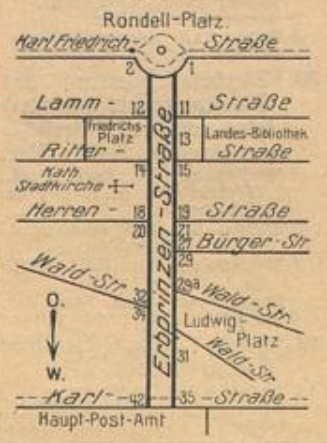 Rondell-Platz.
Karl Friedrich- Straße
2 1
Lamm- 12 11 Straße
Friedrichs-Platz 13 Landes-Bibliothek
Ritter- Straße
14 15
Kath
Stadtkirche
Herren- 18 19 Straße
20 21
21 Bürger-Str
29
Wald-Str. 32 29a Wald-Str.
34 Ludwig-Platz
O.
31 Wald-Str.
W.
Karl- 42 35 Straße
Haupt-Post-Amt
Erbprinzen-Straße